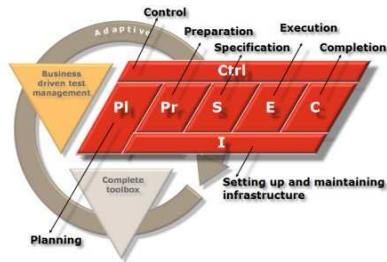 Control
Adaptive
Preparation
Execution
Specification
Completion
Business
driven test
management
Ctrl
Pl
Pr
S
E
C
I
Complete
toolbox
Setting up and maintaining
infrastructure
Planning